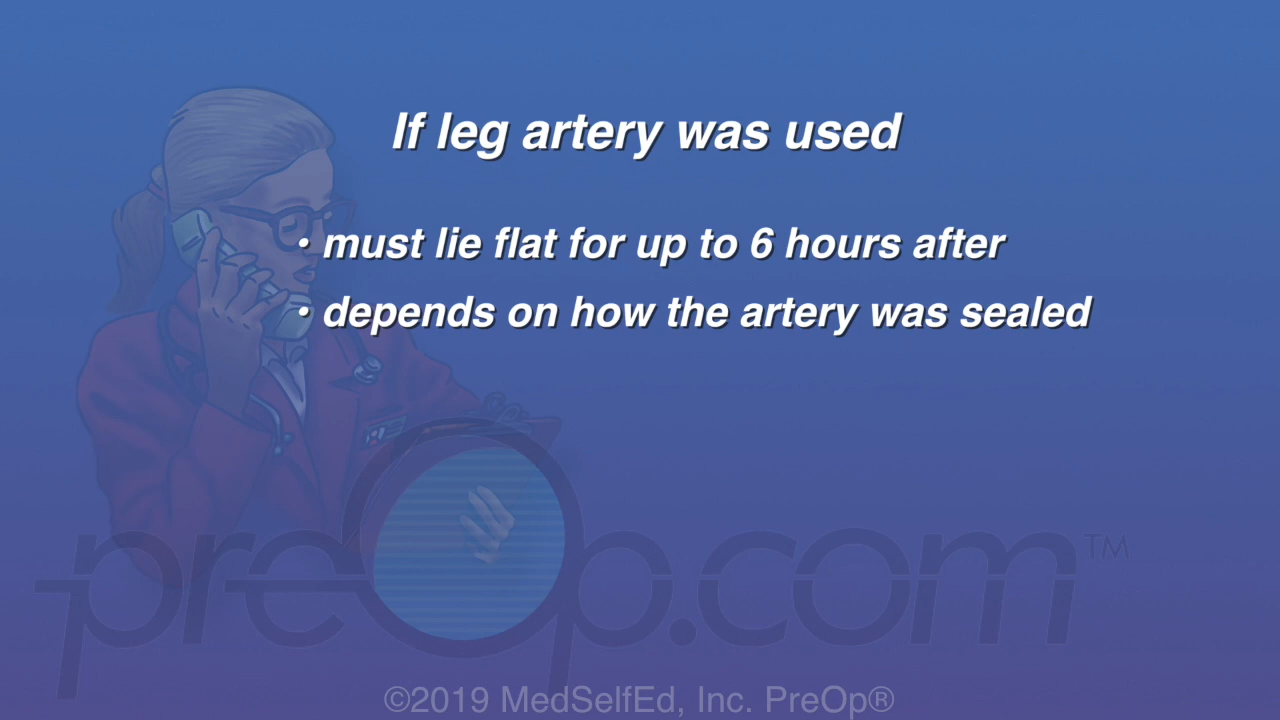 If leg artery was used
• must lie flat for up to 6 hours after
• depends on how the artery was sealed
preOp.com™
©2019 MedSelfEd, Inc. PreOp®